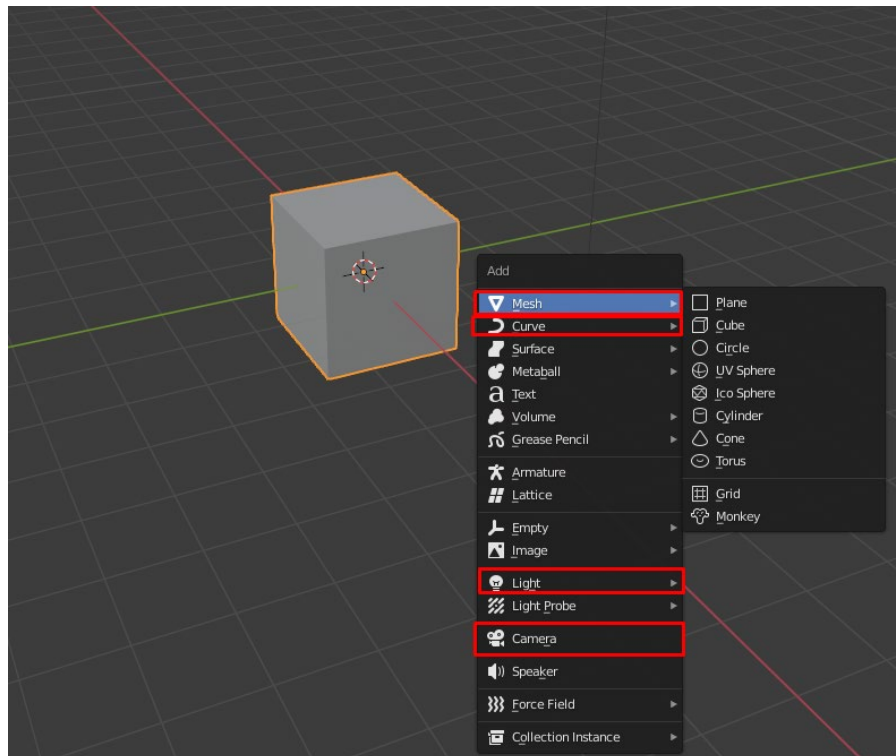 Add
Mesh
Curve
Surface
Metaball
Text
Volume
Grease Pencil
Armature
Lattice
Empty
Image
Light
Light Probe
Camera
Speaker
Force Field
Collection Instance
Plane
Cube
Circle
UV Sphere
Ico Sphere
Cylinder
Cone
Torus
Grid
Monkey